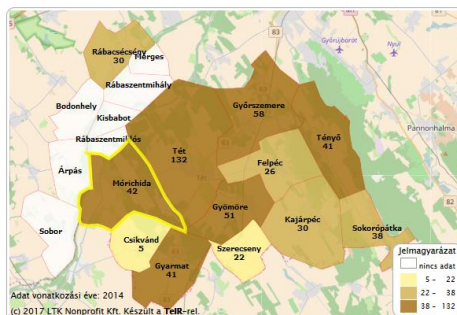 83
Győrújbarát
Nyúl
Rábacsécsény
30
Mérges
Rábaszentmihály
Bodonhely
Kisbabot
Győrszemere
58
Rábaszentmiklós
Tét
132
Tényő
41
Pannonhalma
Árpás
Felpéc
26
Mórichida
42
Gyömöre
51
Kajárpéc
30
82
Sobor
Csikvánd
5
Szerecseny
22
Sokorópátka
38
Gyarmat
41
Jelmagyarázat
nincs adat
5 - 22
22 - 38
38 - 132
Adat vonatkozási éve: 2014
(c) 2017 LTK Nonprofit Kft. Készült a TeIR-rel.